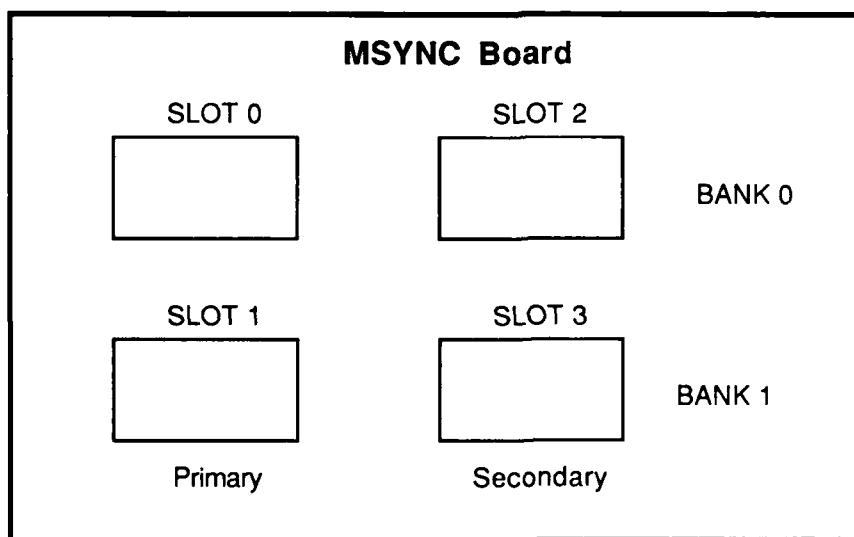 MSYNC Board
SLOT 0 SLOT 2
BANK 0
SLOT 1 SLOT 3
BANK 1
Primary Secondary